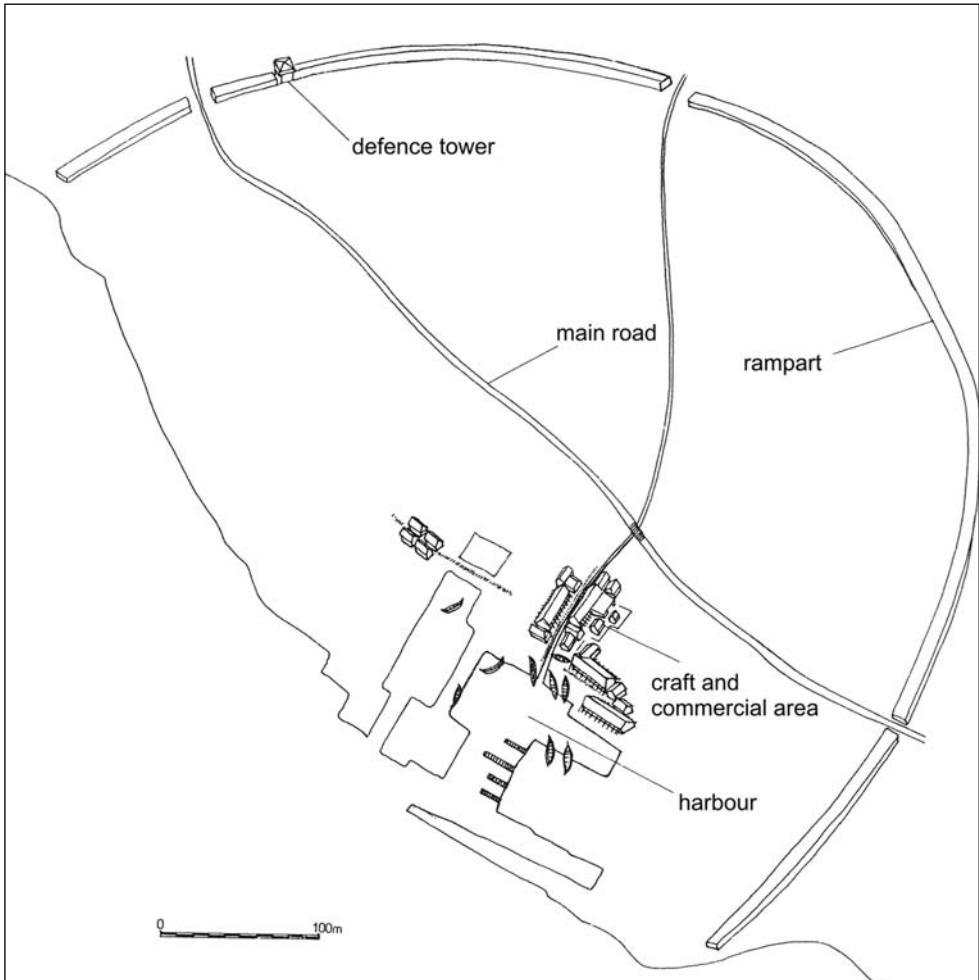 defence tower
main road
rampart
craft and
commercial area
harbour
0 100m